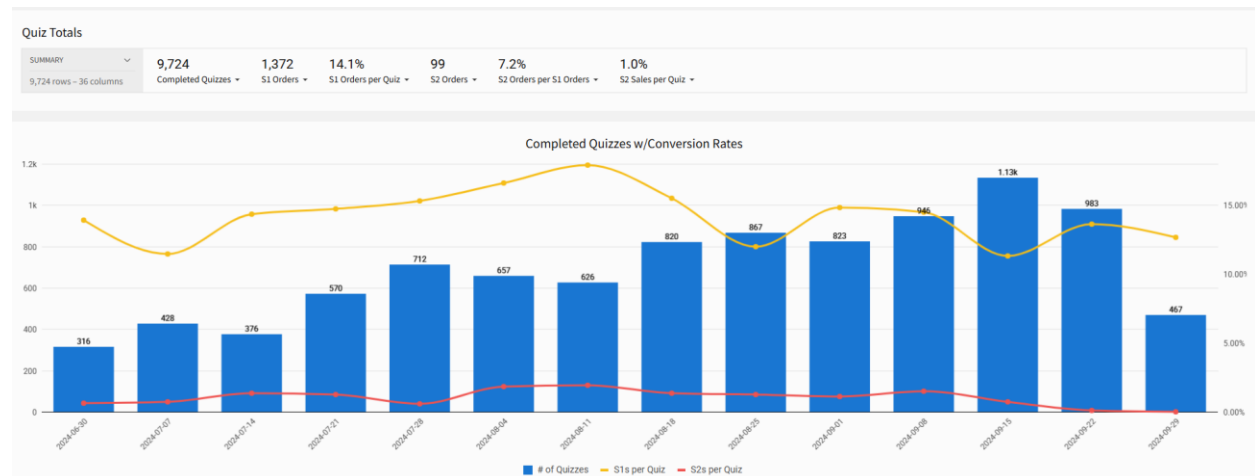 Quiz Totals
SUMMARY
9,724 rows – 36 columns
9,724
Completed Quizzes
1,372
S1 Orders
14.1%
S1 Orders per Quiz
99
S2 Orders
7.2%
S2 Orders per S1 Orders
1.0%
S2 Sales per Quiz
Completed Quizzes w/Conversion Rates
1.2k
1k
800
600
400
200
0
316
428
376
570
712
657
626
820
867
823
946
1.13k
983
467
15.00%
10.00%
5.00%
0.00%
2024-06-30
2024-07-07
2024-07-14
2024-07-21
2024-07-28
2024-08-04
2024-08-11
2024-08-18
2024-08-25
2024-09-01
2024-09-08
2024-09-15
2024-09-22
2024-09-29
# of Quizzes
S1s per Quiz
S2s per Quiz